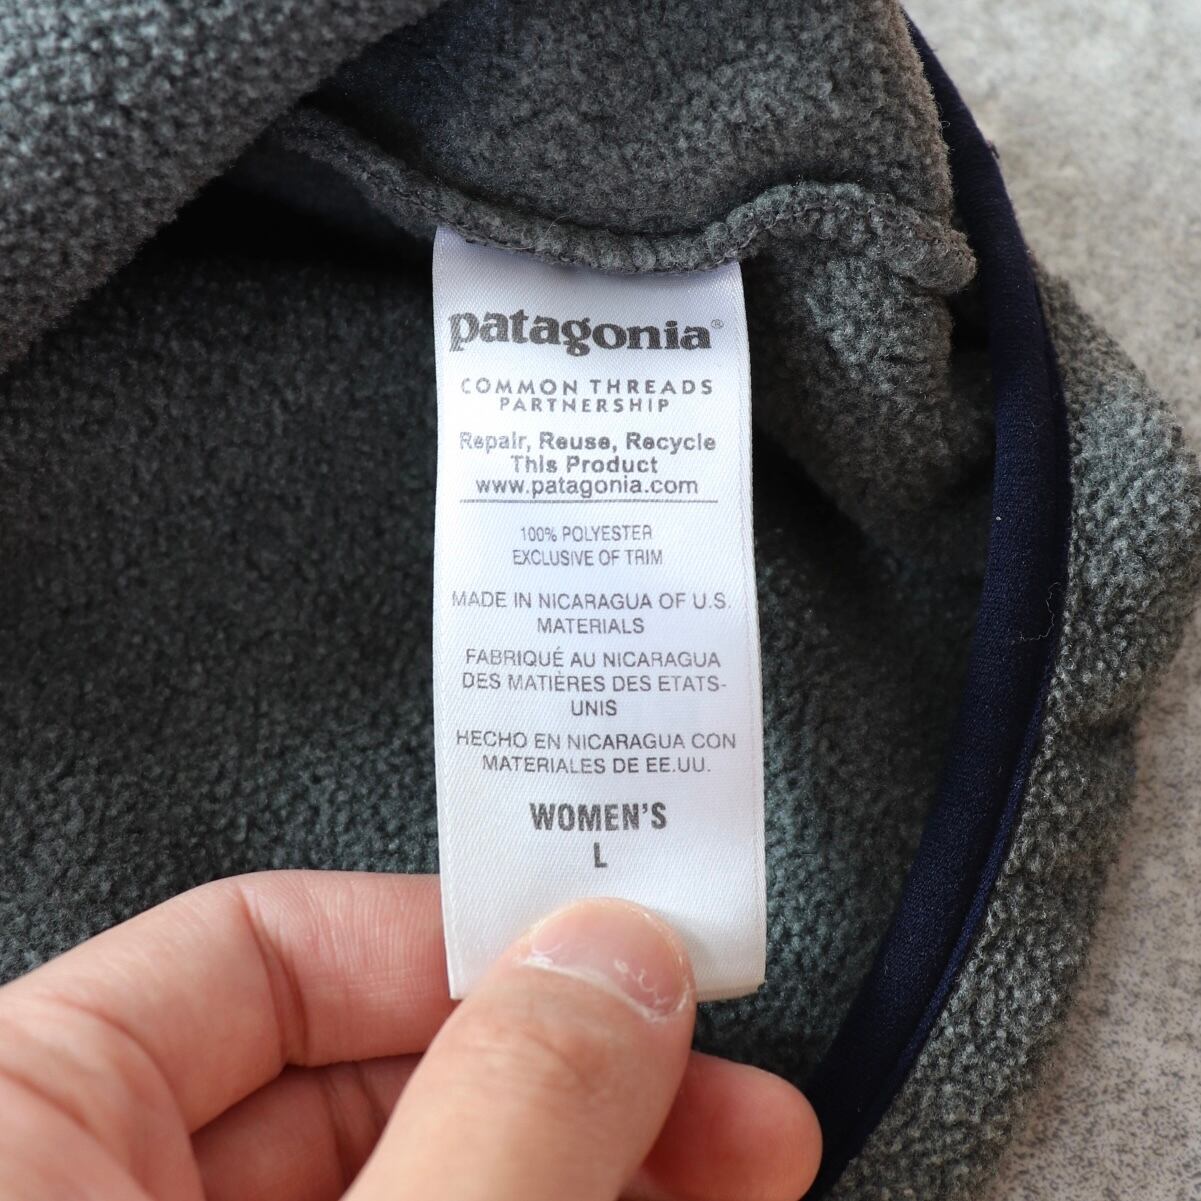 patagonia®
COMMON THREADS
PARTNERSHIP
Repair, Reuse, Recycle
This Product
www.patagonia.com
100% POLYESTER
EXCLUSIVE OF TRIM
MADE IN NICARAGUA OF U.S.
MATERIALS
FABRIQUÉ AU NICARAGUA
DES MATIÈRES DES ETATS-
UNIS
HECHO EN NICARAGUA CON
MATERIALES DE EE.UU.
WOMEN'S
L